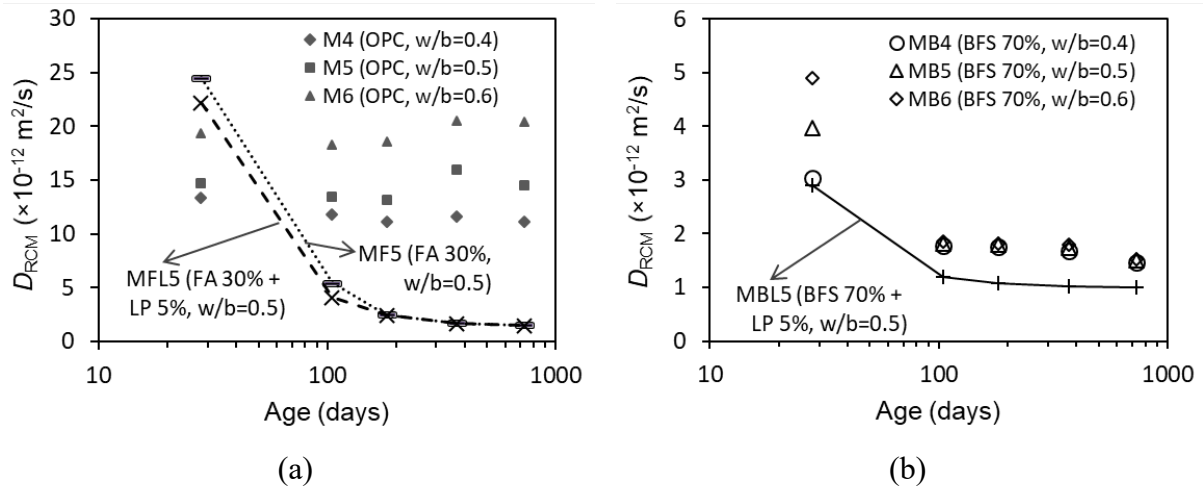 30
25
20
15
10
5
0
D_RCM (×10⁻¹² m²/s)
M4 (OPC, w/b=0.4)
M5 (OPC, w/b=0.5)
M6 (OPC, w/b=0.6)
MFL5 (FA 30% +
LP 5%, w/b=0.5)
MF5 (FA 30%,
w/b=0.5)
10
100
1000
Age (days)
(a)
6
5
4
3
2
1
0
D_RCM (×10⁻¹² m²/s)
MB4 (BFS 70%, w/b=0.4)
MB5 (BFS 70%, w/b=0.5)
MB6 (BFS 70%, w/b=0.6)
MBL5 (BFS 70% +
LP 5%, w/b=0.5)
10
100
1000
Age (days)
(b)